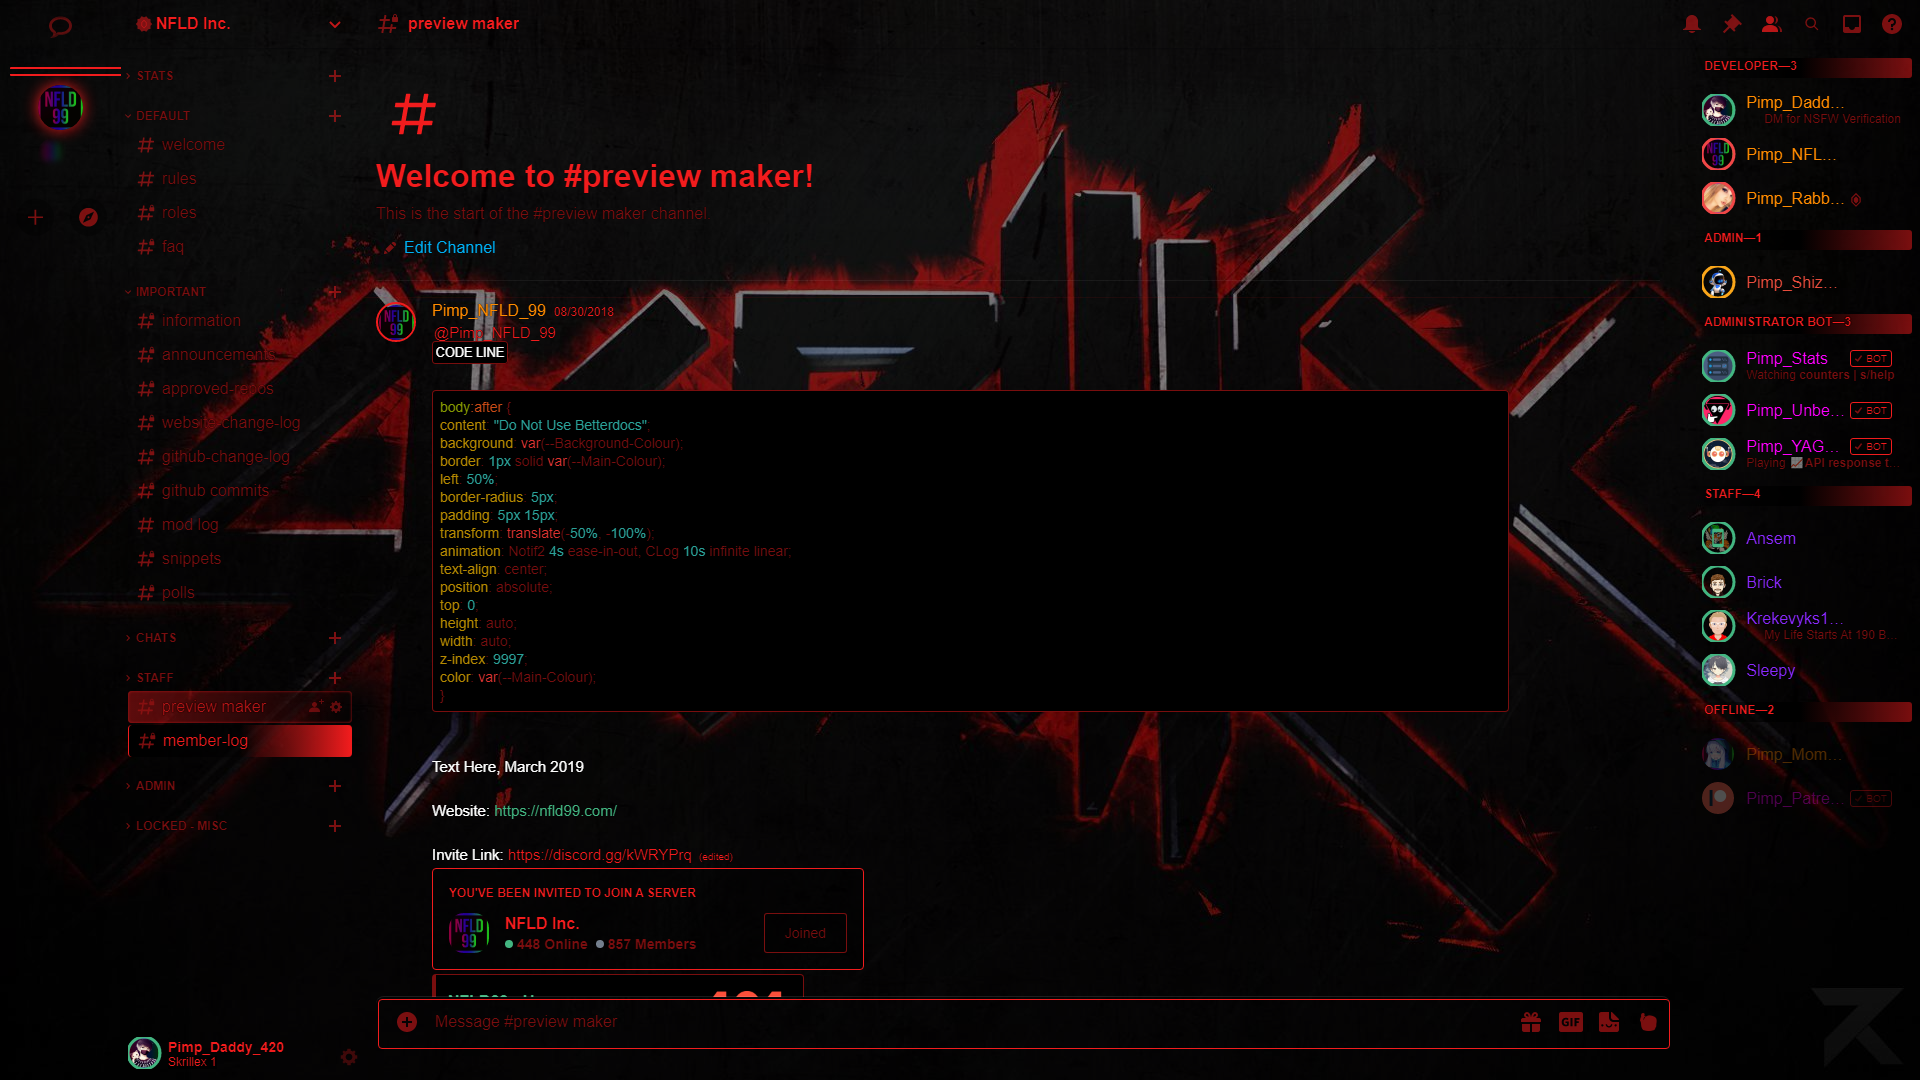 NFLD Inc.
preview maker
STATS
DEFAULT
welcome
rules
roles
faq
IMPORTANT
information
announcements
approved-repos
website-change-log
github-change-log
github commits
mod log
snippets
polls
CHATS
STAFF
preview maker
member-log
ADMIN
LOCKED - MISC
Pimp_Daddy_420
Skrillex 1
NFLD
99
#
Welcome to #preview maker!
This is the start of the #preview maker channel.
Edit Channel
Pimp_NFLD_99 08/30/2018
@Pimp_NFLD_99
CODE LINE
body:after {
content: "Do Not Use Betterdocs";
background: var(--Background-Colour);
border: 1px solid var(--Main-Colour);
left: 50%;
border-radius: 5px;
padding: 5px 15px;
transform: translate(-50%, -100%);
animation: Notif2 4s ease-in-out, CLog 10s infinite linear;
text-align: center;
position: absolute;
top: 0;
height: auto;
width: auto;
z-index: 9997;
color: var(--Main-Colour);
}
Text Here, March 2019
Website: https://nfld99.com/
Invite Link: https://discord.gg/kWRYPrq (edited)
YOU'VE BEEN INVITED TO JOIN A SERVER
NFLD Inc.
448 Online 857 Members
Joined
Message #preview maker
GIF
DEVELOPER—3
Pimp_Dadd...
DM for NSFW Verification
Pimp_NFL...
Pimp_Rabb...
ADMIN—1
Pimp_Shiz...
ADMINISTRATOR BOT—3
Pimp_Stats ✓ BOT
Watching counters | s/help
Pimp_Unbe... ✓ BOT
Pimp_YAG... ✓ BOT
Playing API response t...
STAFF—4
Ansem
Brick
Krekevyks1...
My Life Starts At 190 B...
Sleepy
OFFLINE—2
Pimp_Mom...
Pimp_Patre... ✓ BOT